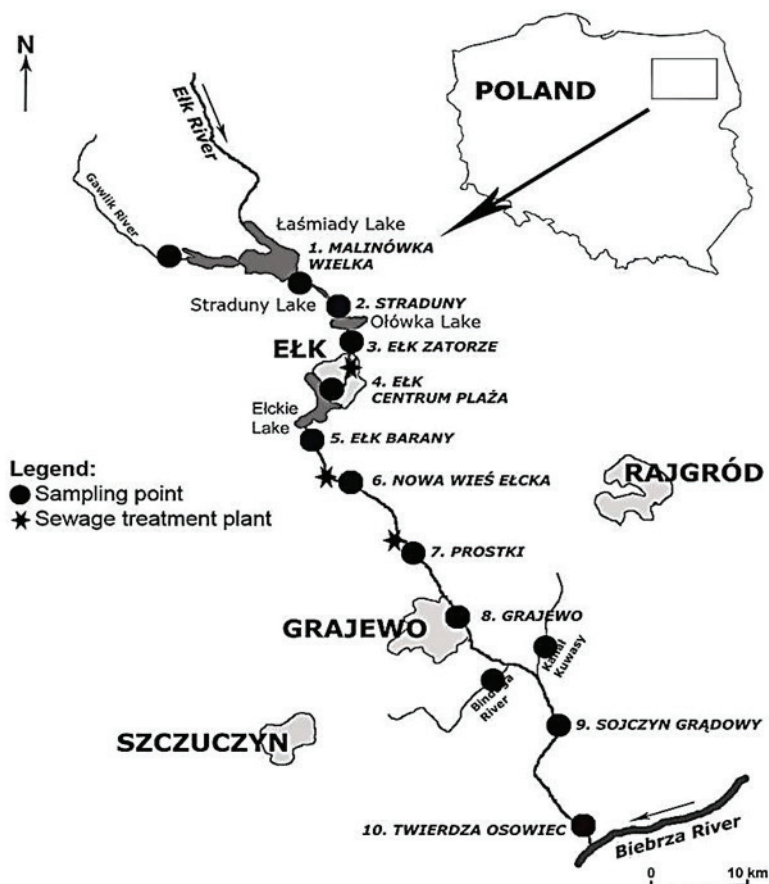 N
POLAND
Ełk River
Gawlik River
Łaśmiady Lake
1. MALINÓWKA
WIELKA
Straduny Lake
2. STRADUNY
Ołówka Lake
EŁK
3. EŁK ZATORZE
4. EŁK
CENTRUM PLAŻA
Ełckie
Lake
5. EŁK BARANY
Legend:
Sampling point
Sewage treatment plant
6. NOWA WIEŚ EŁCKA
RAJGRÓD
7. PROSTKI
GRAJEWO
8. GRAJEWO
Kanał
Kuwasy
Binduga
River
SZCZUCZYN
9. SOJCZYN GRĄDOWY
10. TWIERDZA OSOWIEC
Biebrza River
0 10 km